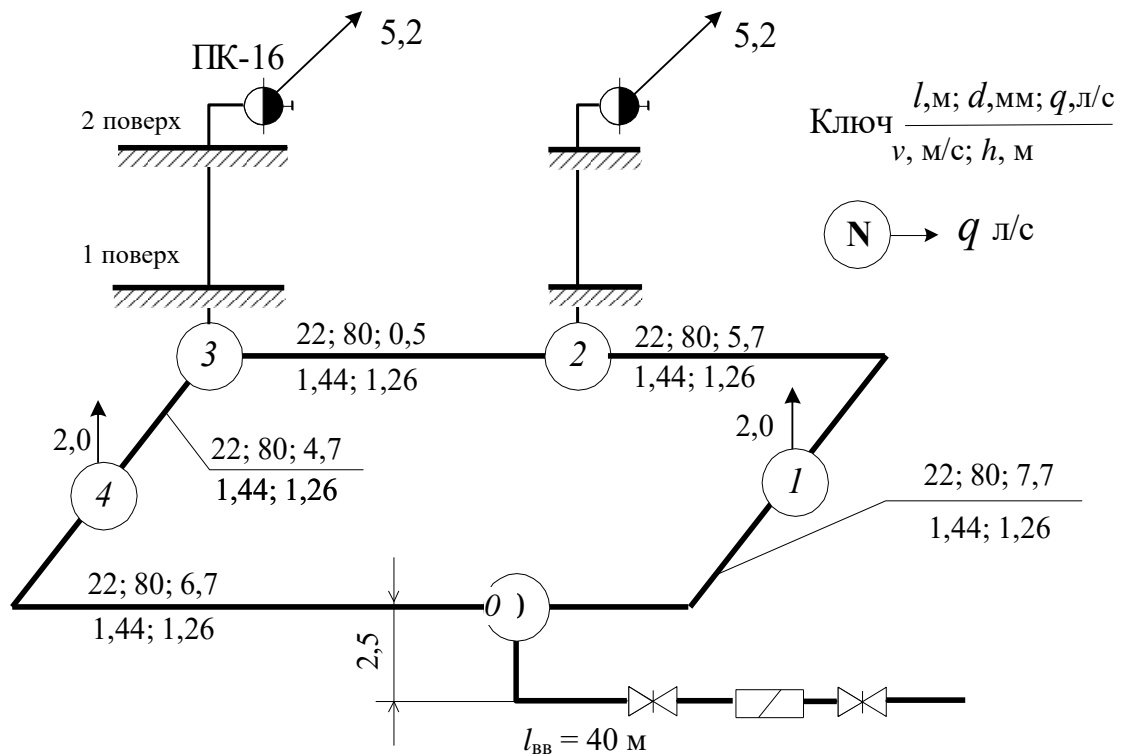 5,2
5,2
ПК-16
2 поверх
Ключ l,м; d,мм; q,л/с
v, м/с; h, м
N q л/с
1 поверх
3
22; 80; 0,5
1,44; 1,26
2
22; 80; 5,7
1,44; 1,26
2,0
4
22; 80; 4,7
1,44; 1,26
2,0
1
22; 80; 7,7
1,44; 1,26
22; 80; 6,7
1,44; 1,26
0 )
2,5
lвв = 40 м